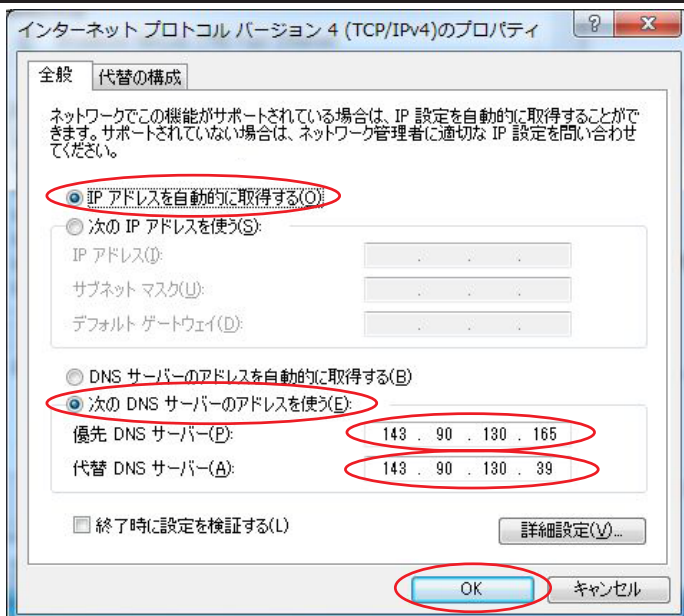 インターネット プロトコル バージョン 4 (TCP/IPv4)のプロパティ
全般 代替の構成
ネットワークでこの機能がサポートされている場合は、IP 設定を自動的に取得することがで
きます。サポートされていない場合は、ネットワーク管理者に適切な IP 設定を問い合わせ
てください。
IP アドレスを自動的に取得する(O)
次の IP アドレスを使う(S):
IP アドレス(I):
サブネット マスク(U):
デフォルト ゲートウェイ(D):
DNS サーバーのアドレスを自動的に取得する(B)
次の DNS サーバーのアドレスを使う(E):
優先 DNS サーバー(P): 143 . 90 . 130 . 165
代替 DNS サーバー(A): 143 . 90 . 130 . 39
終了時に設定を検証する(L) 詳細設定(V)...
OK キャンセル